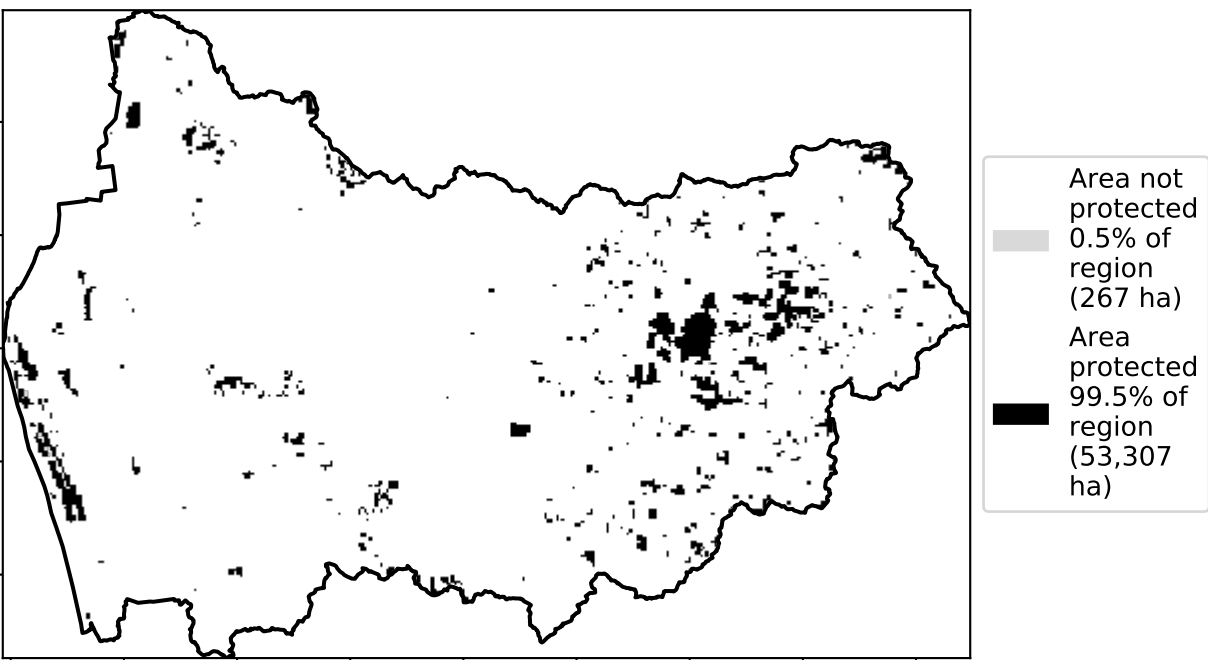 Area not
protected
0.5% of
region
(267 ha)
Area
protected
99.5% of
region
(53,307
ha)